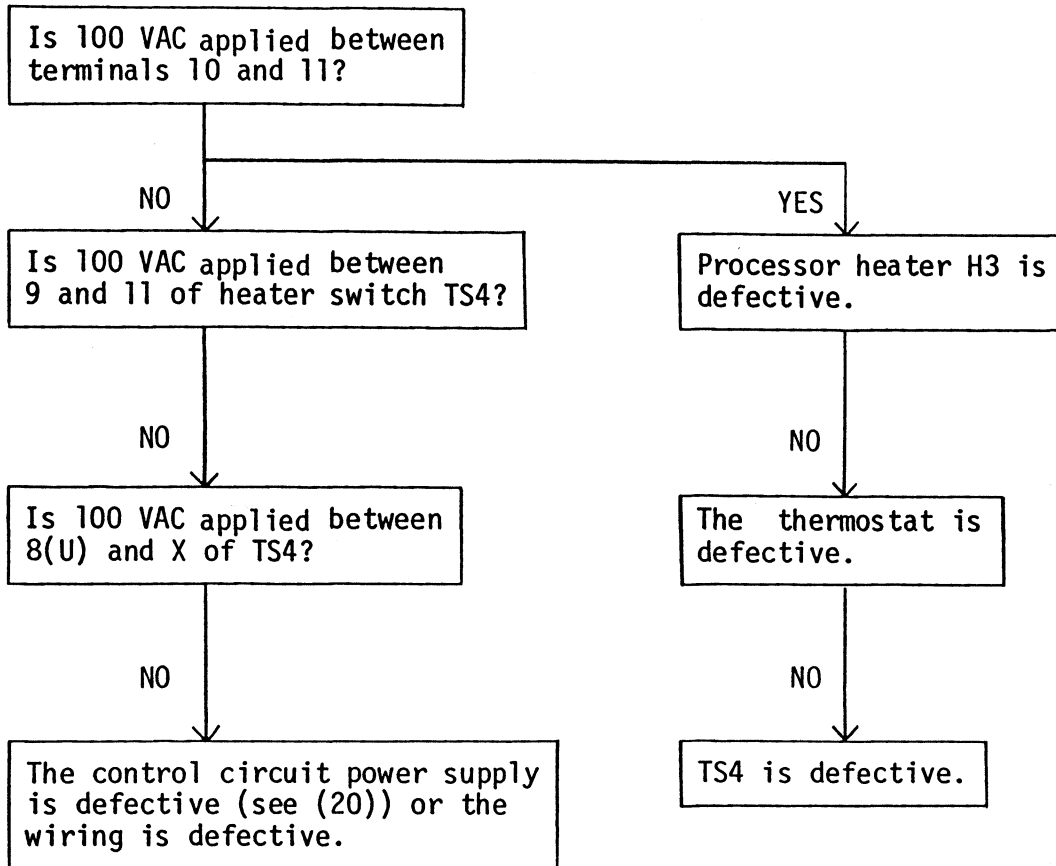 Is 100 VAC applied between
terminals 10 and 11?
NO
YES
Is 100 VAC applied between
9 and 11 of heater switch TS4?
Processor heater H3 is
defective.
NO
NO
Is 100 VAC applied between
8(U) and X of TS4?
The thermostat is
defective.
NO
NO
The control circuit power supply
is defective (see (20)) or the
wiring is defective.
TS4 is defective.